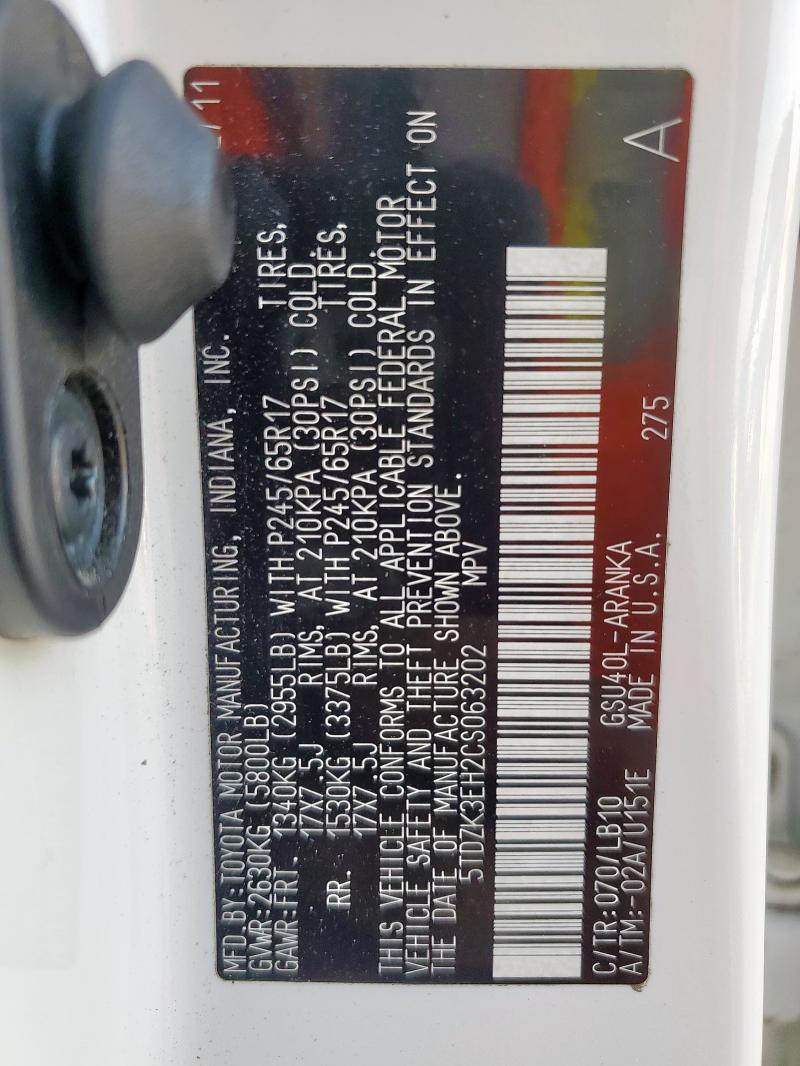 MFD.BY:TOYOTA MOTOR MANUFACTURING, INDIANA, INC. /11
GVWR:2630KG (5800LB)
GAWR:FRT. 1340KG (2955LB) WITH P245/65R17 TIRES,
17X7.5J RIMS, AT 210KPA (30PSI) COLD.
RR. 1530KG (3375LB) WITH P245/65R17 TIRES,
17X7.5J RIMS, AT 210KPA (30PSI) COLD.
THIS VEHICLE CONFORMS TO ALL APPLICABLE FEDERAL MOTOR
VEHICLE SAFETY AND THEFT PREVENTION STANDARDS IN EFFECT ON
THE DATE OF MANUFACTURE SHOWN ABOVE.
5TDZK3EH2CS063202 MPV
C/TR:070/LB10 GSU40L-ARANKA 275 A
A/TM:-02A/U151E MADE IN U.S.A.